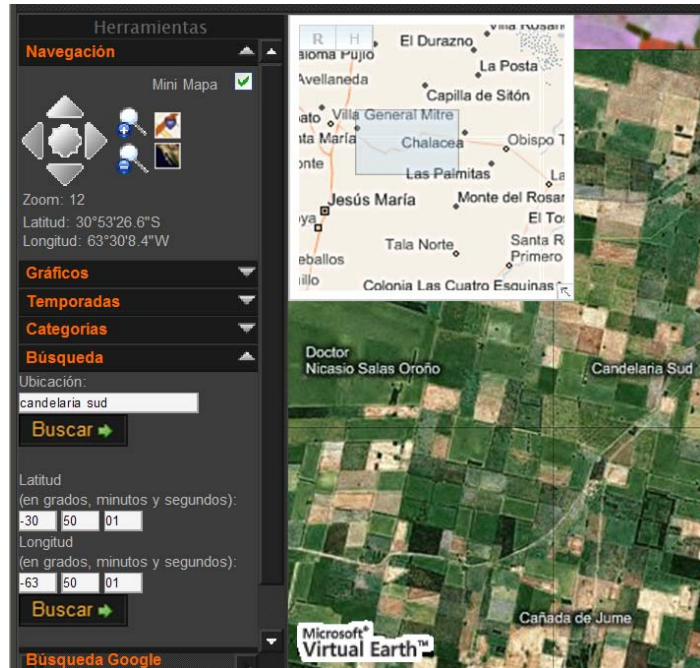 Herramientas
Navegación
Mini Mapa
Zoom: 12
Latitud: 30°53'26.6"S
Longitud: 63°30'8.4"W
Gráficos
Temporadas
Categorías
Búsqueda
Ubicación:
candelaria sud
Buscar
Latitud
(en grados, minutos y segundos):
-30 50 01
Longitud
(en grados, minutos y segundos):
-63 50 01
Buscar
Búsqueda Google
R H
El Durazno
La Posta
Avellaneda
Capilla de Sitón
Villa General Mitre
Chalacea
Obispo T
Las Palmitas
Jesús María
Monte del Rosar
El To
Tala Norte
Santa R
Primero
Colonia Las Cuatro Esquinas
Doctor
Nicasio Salas Oroño
Candelaria Sud
Cañada de Jume
Microsoft®
Virtual Earth™